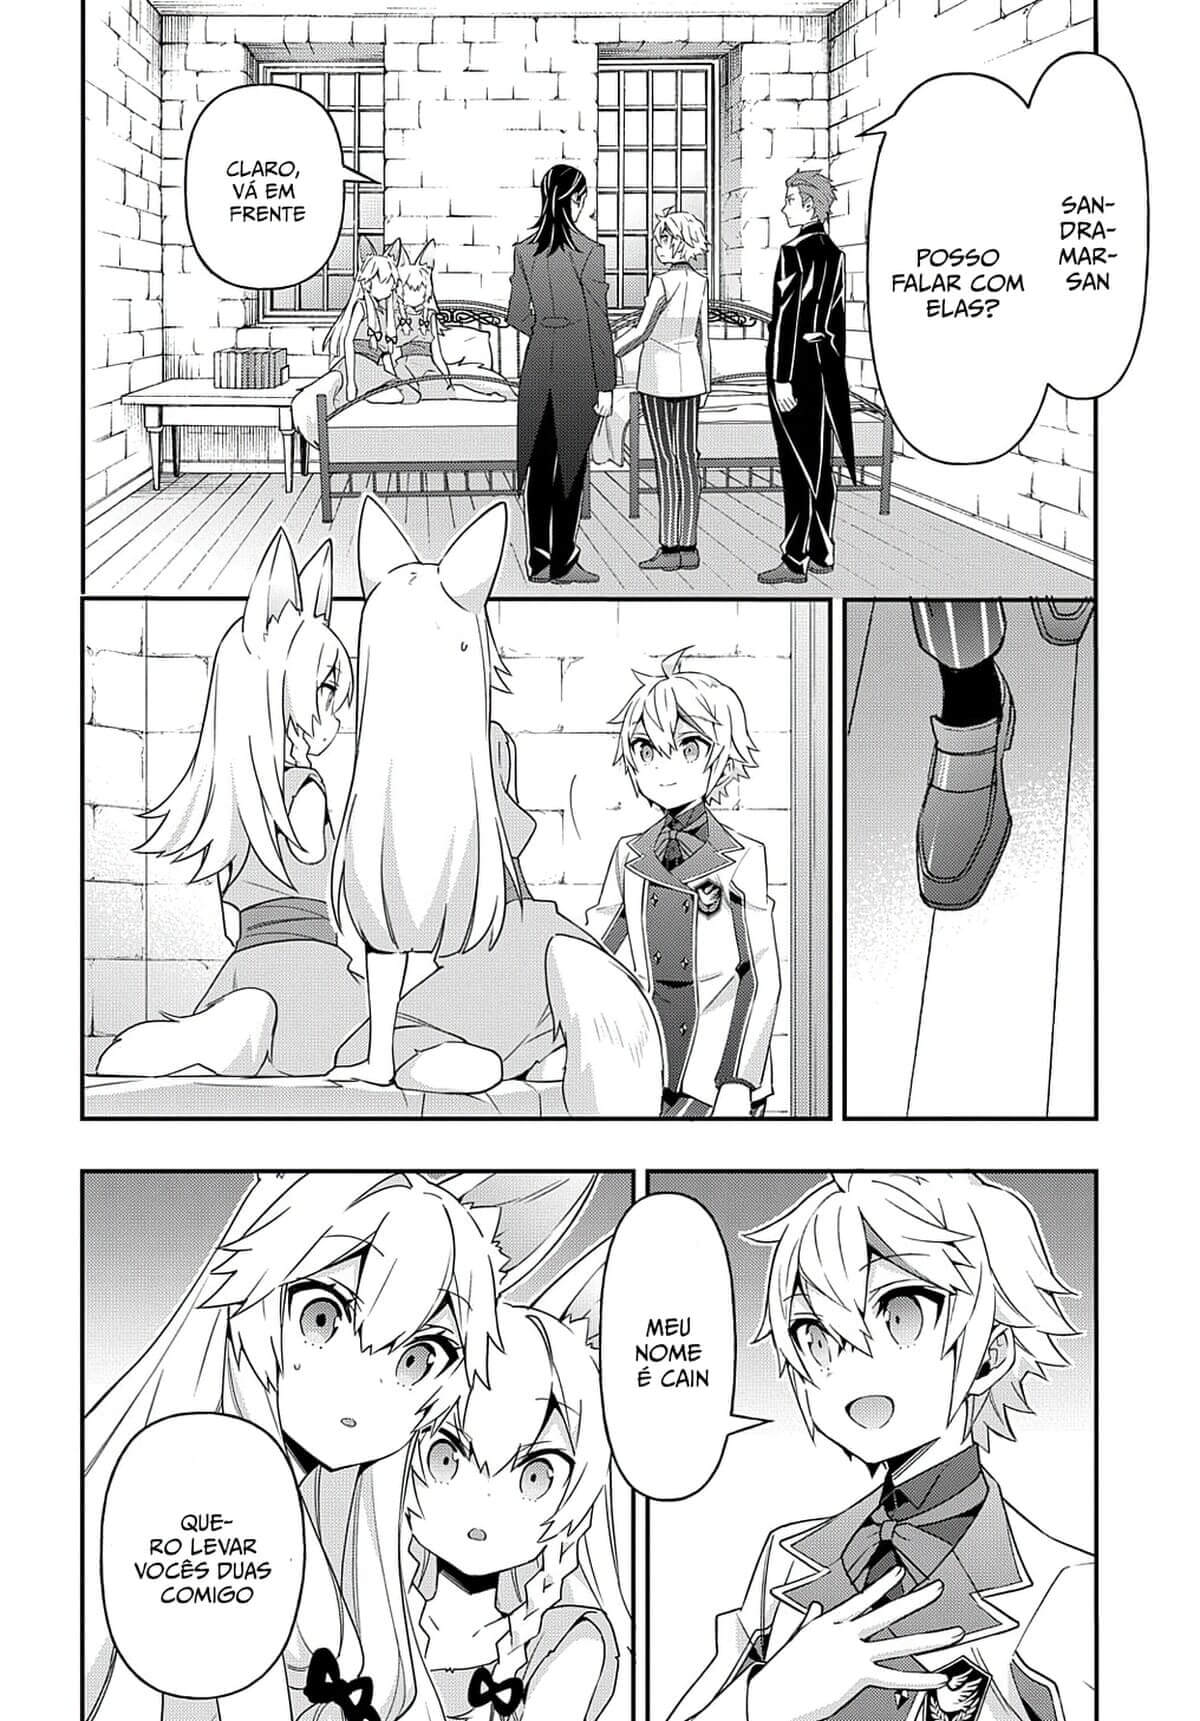 SAN-
DRA-
MAR-
SAN
POSSO
FALAR COM
ELAS?
CLARO,
VÁ EM
FRENTE
MEU
NOME
É CAIN
QUE-
RO LEVAR
VOCÊS DUAS
COMIGO